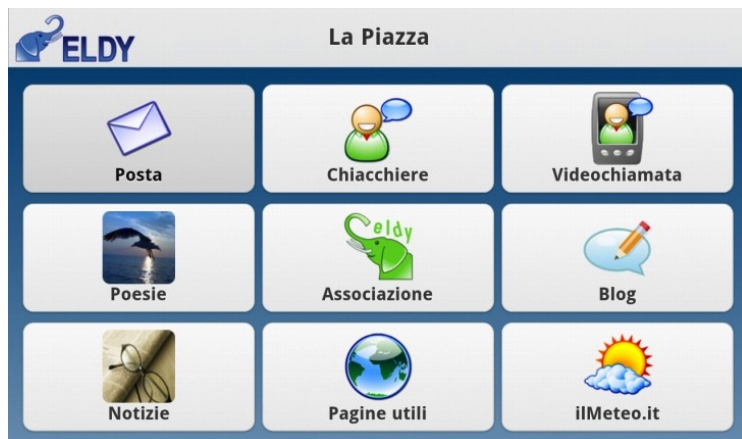 ELDY
La Piazza
Posta
Chiacchiere
Videochiamata
Poesie
eldy
Associazione
Blog
Notizie
Pagine utili
ilMeteo.it